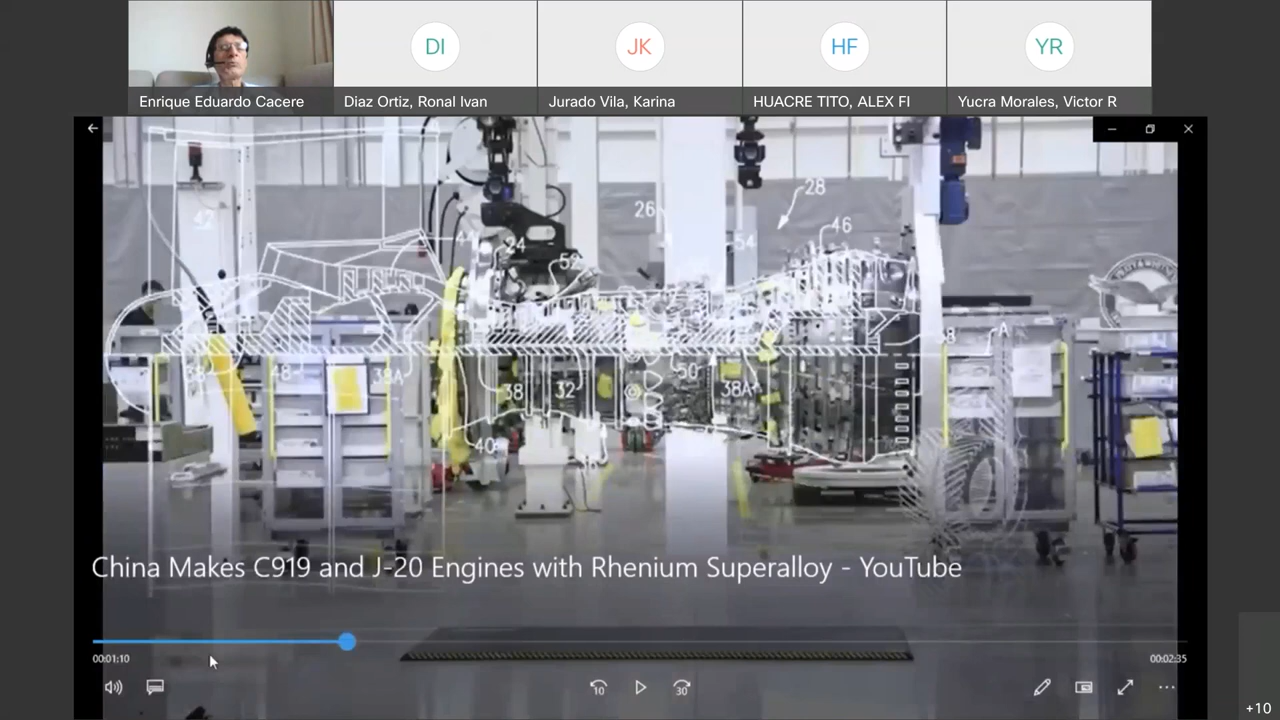 DI
JK
HF
YR
Enrique Eduardo Cacere
Diaz Ortiz, Ronal Ivan
Jurado Vila, Karina
HUACRE TITO, ALEX FI
Yucra Morales, Victor R
28
26
46
42
44
24
54
52
38
48
38A
38
32
50
38A
A
40
China Makes C919 and J-20 Engines with Rhenium Superalloy - YouTube
00:01:10
00:02:35
10
30
+10